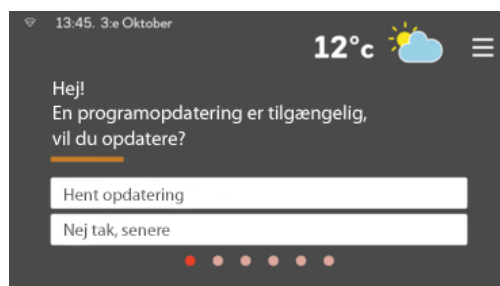 13:45. 3:e Oktober
12°c
Hej!
En programopdatering er tilgængelig,
vil du opdatere?
Hent opdatering
Nej tak, senere